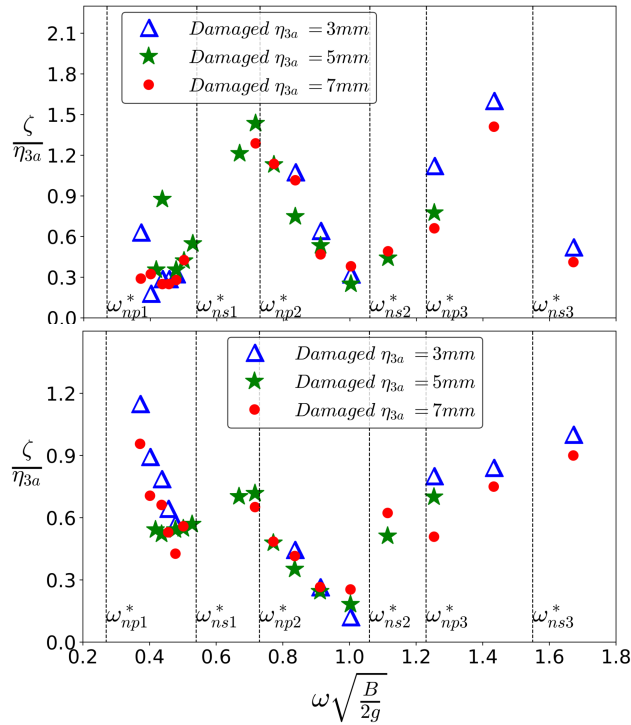 2.1
1.8
1.5
1.2
0.9
0.6
0.3
0.0
ζ/η₃ₐ
Damaged η₃ₐ = 3mm
Damaged η₃ₐ = 5mm
Damaged η₃ₐ = 7mm
ω*ₙₚ₁ ω*ₙₛ₁ ω*ₙₚ₂ ω*ₙₛ₂ ω*ₙₚ₃ ω*ₙₛ₃
1.2
0.9
0.6
0.3
0.0
ζ/η₃ₐ
Damaged η₃ₐ = 3mm
Damaged η₃ₐ = 5mm
Damaged η₃ₐ = 7mm
ω*ₙₚ₁ ω*ₙₛ₁ ω*ₙₚ₂ ω*ₙₛ₂ ω*ₙₚ₃ ω*ₙₛ₃
0.2 0.4 0.6 0.8 1.0 1.2 1.4 1.6 1.8
ω√(B/2g)